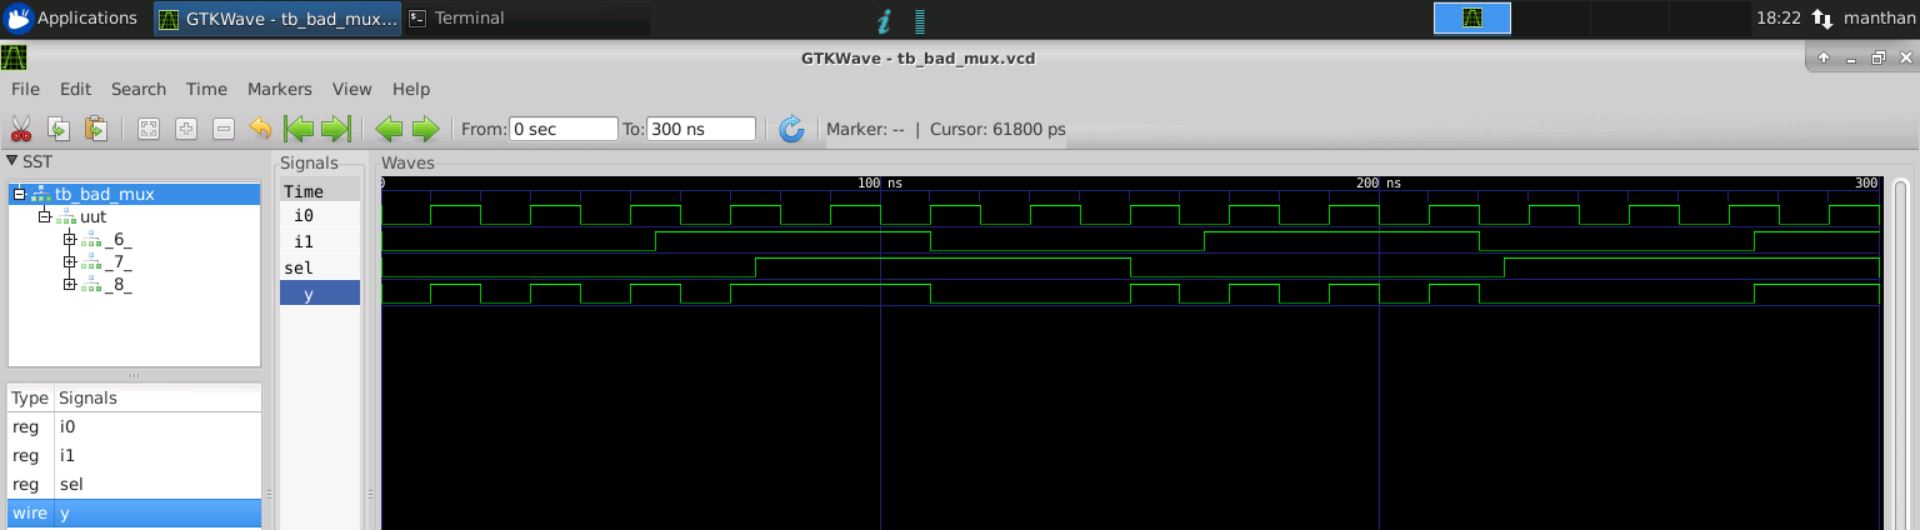 Applications GTKWave - tb_bad_mux... Terminal 18:22 manthan
GTKWave - tb_bad_mux.vcd
File Edit Search Time Markers View Help
From: 0 sec To: 300 ns Marker: -- | Cursor: 61800 ps
SST Signals Waves
tb_bad_mux Time 0 100 ns 200 ns 300
uut i0
_6_ i1
_7_ sel
_8_ y
Type Signals
reg i0
reg i1
reg sel
wire y